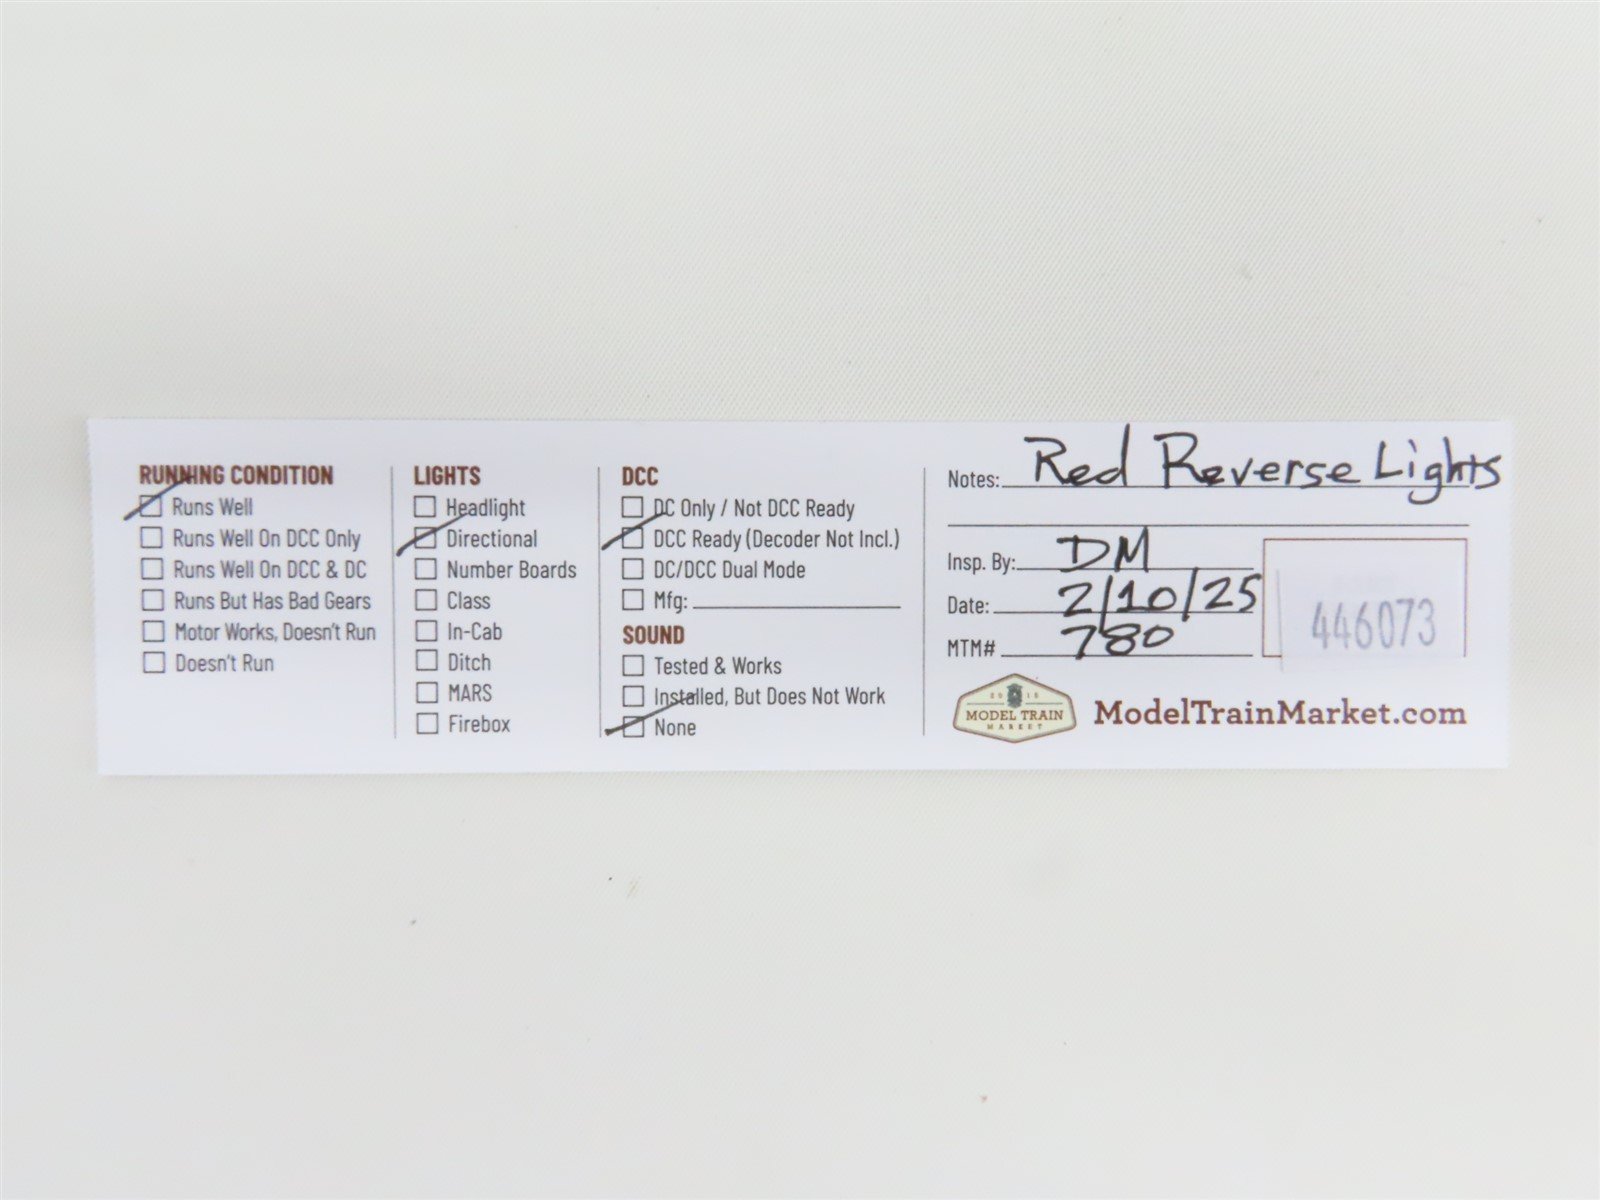 RUNNING CONDITION
Runs Well
Runs Well On DCC Only
Runs Well On DCC & DC
Runs But Has Bad Gears
Motor Works, Doesn't Run
Doesn't Run
LIGHTS
Headlight
Directional
Number Boards
Class
In-Cab
Ditch
MARS
Firebox
DCC
DC Only / Not DCC Ready
DCC Ready (Decoder Not Incl.)
DC/DCC Dual Mode
Mfg:
SOUND
Tested & Works
Installed, But Does Not Work
None
Notes: Red Reverse Lights
Insp. By: DM
Date: 2/10/25
MTM# 780
446073
2015
MODEL TRAIN
MARKET
ModelTrainMarket.com